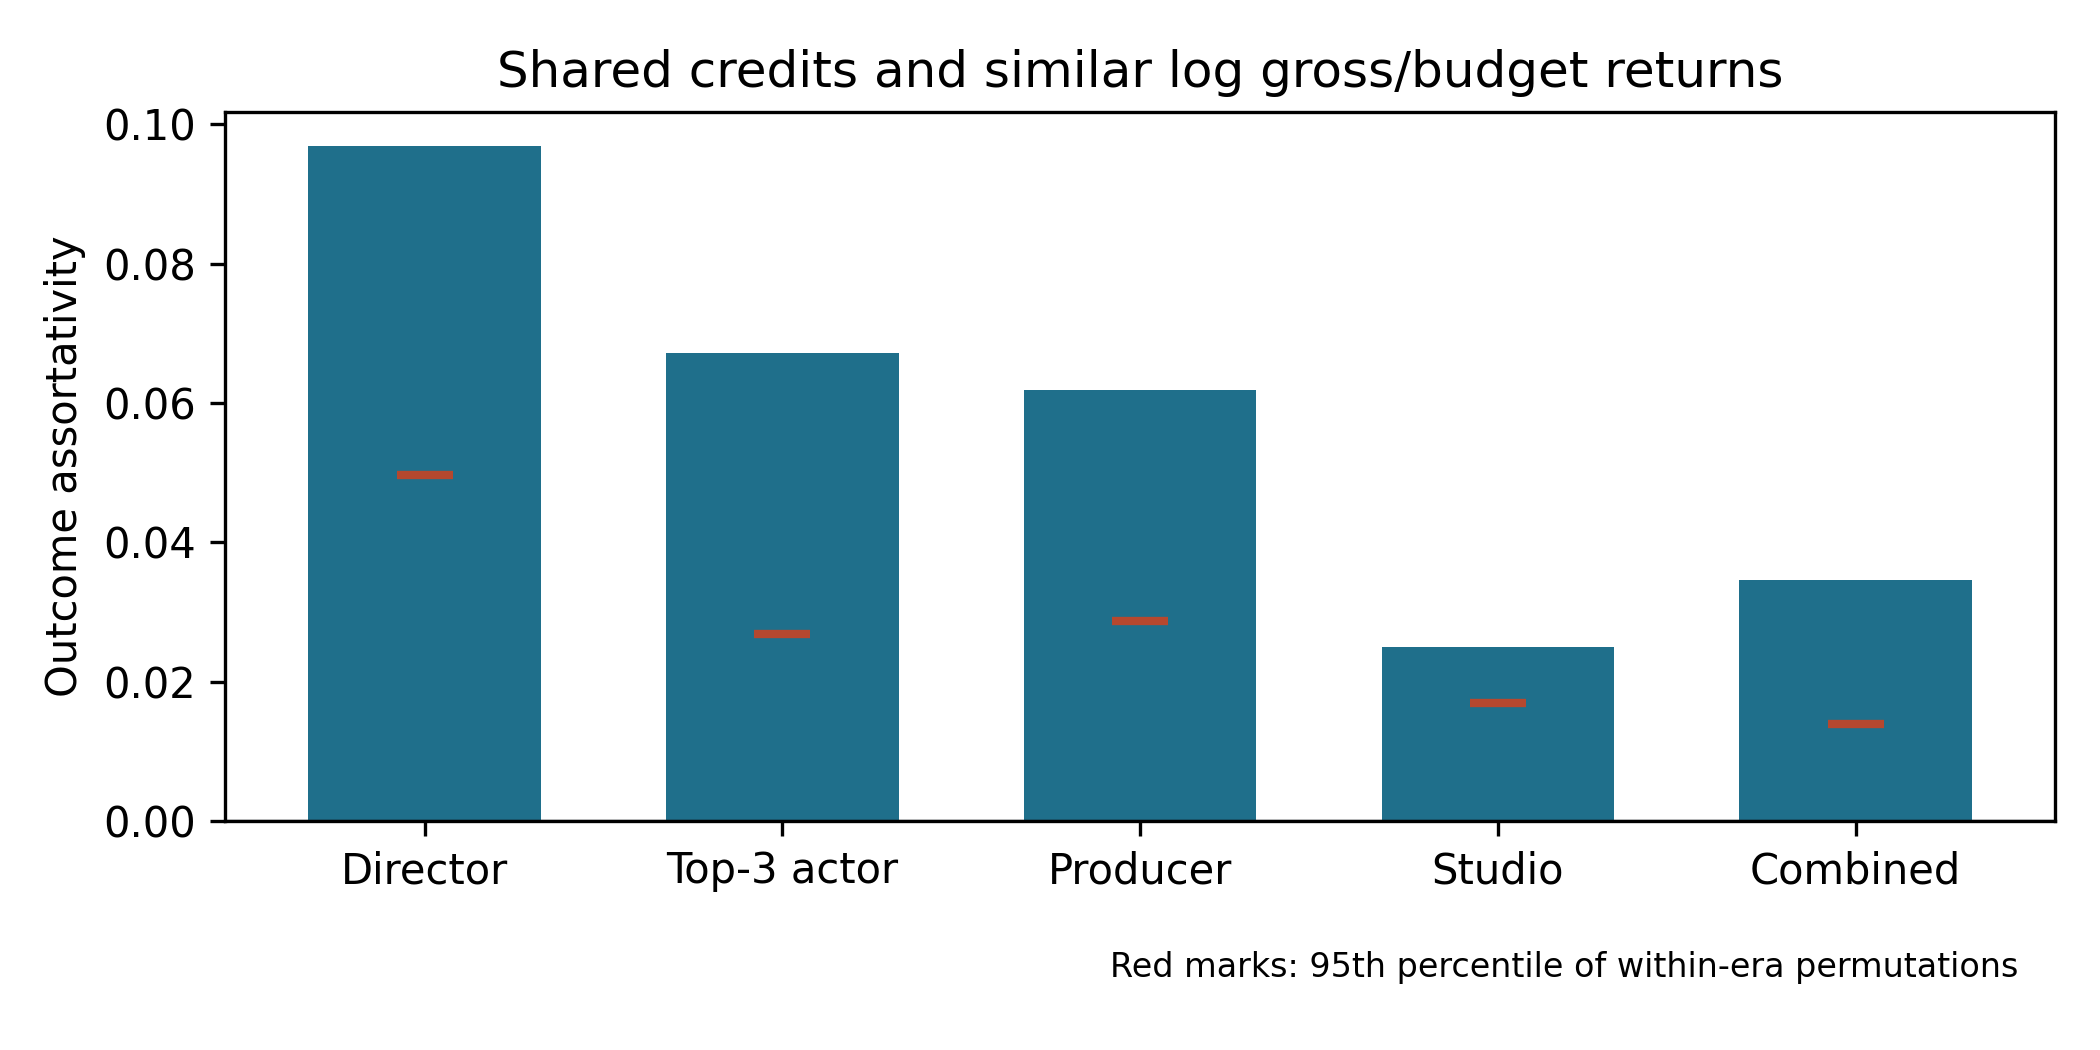 Shared credits and similar log gross/budget returns
Outcome assortativity
0.10
0.08
0.06
0.04
0.02
0.00
Director Top-3 actor Producer Studio Combined
Red marks: 95th percentile of within-era permutations